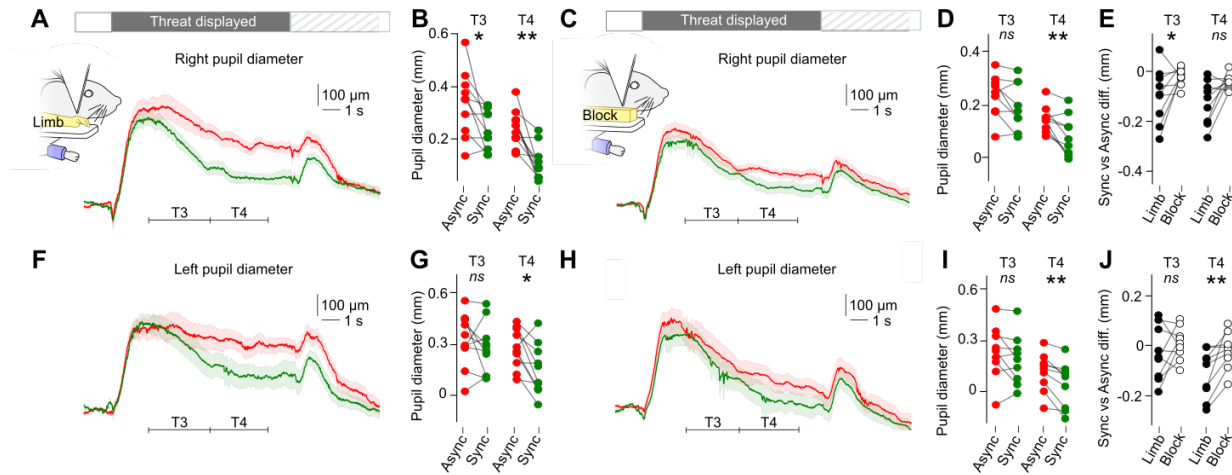 A
Threat displayed
Right pupil diameter
Limb
100 µm
1 s
T3
T4
B
T3
T4
*
**
Pupil diameter (mm)
0.6
0.4
0.2
0
Async
Sync
Async
Sync
C
Threat displayed
Right pupil diameter
Block
100 µm
1 s
T3
T4
D
T3
T4
ns
**
Pupil diameter (mm)
0.4
0.2
0
Async
Sync
Async
Sync
E
T3
T4
*
ns
Sync vs Async diff. (mm)
0
-0.2
-0.4
Limb
Block
Limb
Block
F
Left pupil diameter
100 µm
1 s
T3
T4
G
T3
T4
ns
*
Pupil diameter (mm)
0.6
0.3
0
Async
Sync
Async
Sync
H
Left pupil diameter
100 µm
1 s
T3
T4
I
T3
T4
ns
**
Pupil diameter (mm)
0.6
0.3
0
Async
Sync
Async
Sync
J
T3
T4
ns
**
Sync vs Async diff. (mm)
0.2
0
-0.2
Limb
Block
Limb
Block